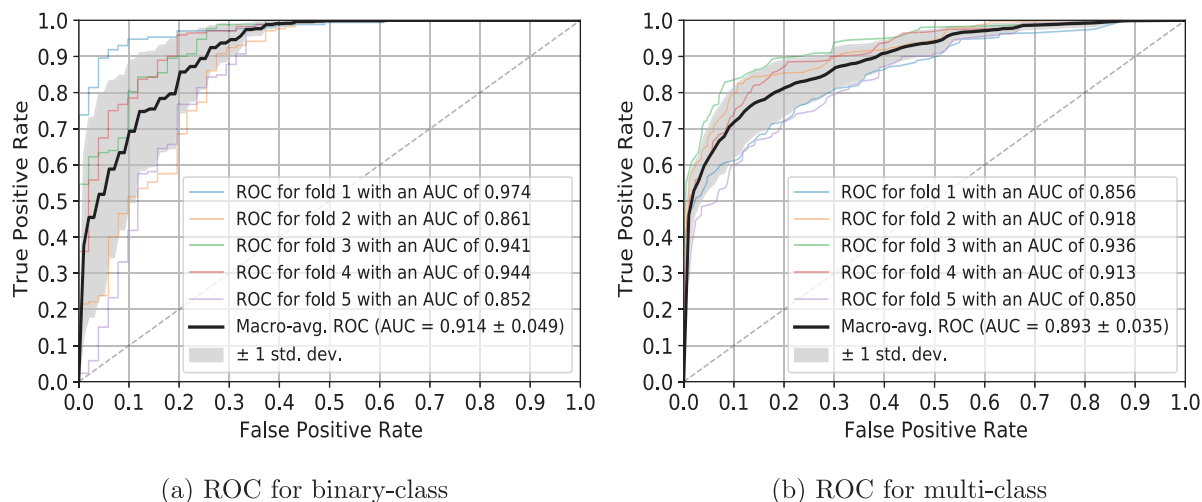 1.0
0.9
0.8
0.7
0.6
0.5
0.4
0.3
0.2
0.1
0.0
True Positive Rate
ROC for fold 1 with an AUC of 0.974
ROC for fold 2 with an AUC of 0.861
ROC for fold 3 with an AUC of 0.941
ROC for fold 4 with an AUC of 0.944
ROC for fold 5 with an AUC of 0.852
Macro-avg. ROC (AUC = 0.914 ± 0.049)
± 1 std. dev.
0.0 0.1 0.2 0.3 0.4 0.5 0.6 0.7 0.8 0.9 1.0
False Positive Rate
(a) ROC for binary-class
1.0
0.9
0.8
0.7
0.6
0.5
0.4
0.3
0.2
0.1
0.0
True Positive Rate
ROC for fold 1 with an AUC of 0.856
ROC for fold 2 with an AUC of 0.918
ROC for fold 3 with an AUC of 0.936
ROC for fold 4 with an AUC of 0.913
ROC for fold 5 with an AUC of 0.850
Macro-avg. ROC (AUC = 0.893 ± 0.035)
± 1 std. dev.
0.0 0.1 0.2 0.3 0.4 0.5 0.6 0.7 0.8 0.9 1.0
False Positive Rate
(b) ROC for multi-class